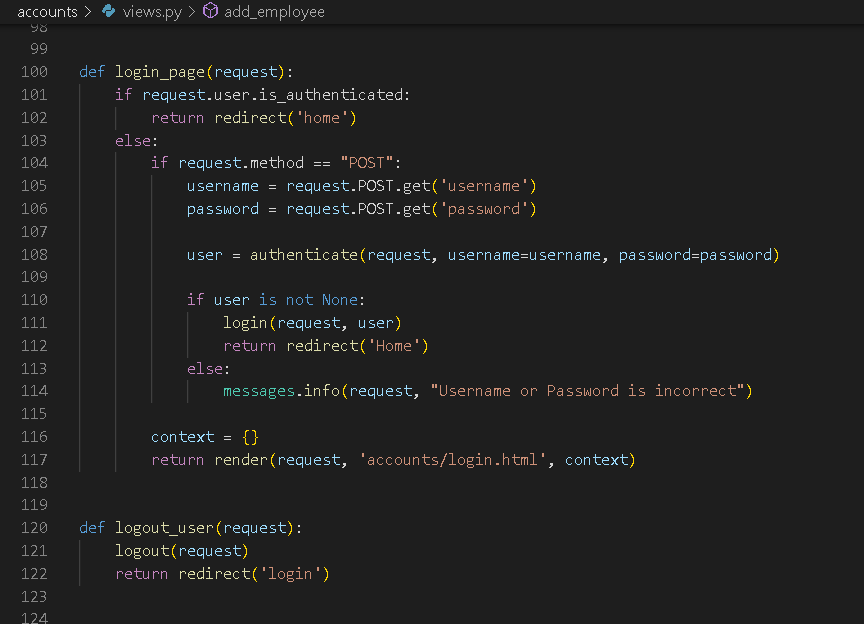 accounts > views.py > add_employee
98
99
100 def login_page(request):
101 if request.user.is_authenticated:
102 return redirect('home')
103 else:
104 if request.method == "POST":
105 username = request.POST.get('username')
106 password = request.POST.get('password')
107
108 user = authenticate(request, username=username, password=password)
109
110 if user is not None:
111 login(request, user)
112 return redirect('Home')
113 else:
114 messages.info(request, "Username or Password is incorrect")
115
116 context = {}
117 return render(request, 'accounts/login.html', context)
118
119
120 def logout_user(request):
121 logout(request)
122 return redirect('login')
123
124